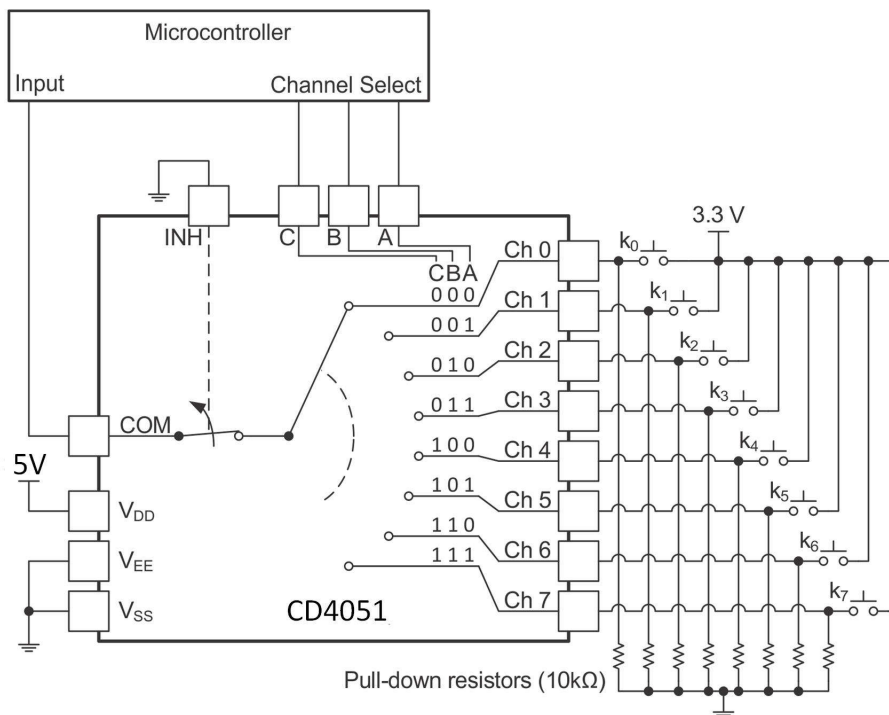 Microcontroller
Input
Channel Select
3.3 V
INH
C
B
A
CBA
Ch 0
000
k0
Ch 1
001
k1
Ch 2
010
k2
Ch 3
011
k3
COM
Ch 4
100
k4
5V
Ch 5
101
k5
VDD
Ch 6
110
k6
VEE
111
Ch 7
k7
VSS
CD4051
Pull-down resistors (10kΩ)